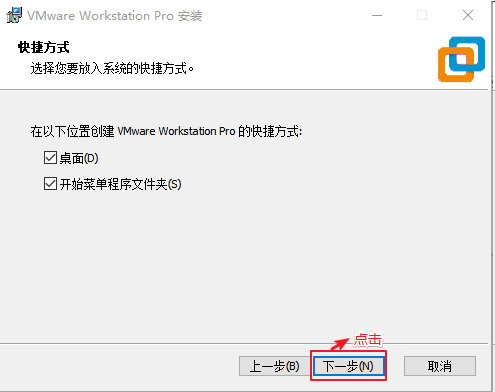 VMware Workstation Pro 安装
快捷方式
选择您要放入系统的快捷方式。
在以下位置创建 VMware Workstation Pro 的快捷方式:
桌面(D)
开始菜单程序文件夹(S)
点击
上一步(B) 下一步(N) 取消